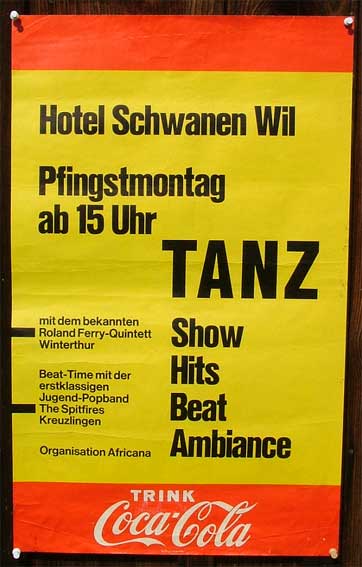 Hotel Schwanen Wil
Pfingstmontag
ab 15 Uhr
TANZ
mit dem bekannten
Roland Ferry-Quintett
Winterthur
Beat-Time mit der
erstklassigen
Jugend-Popband
The Spitfires
Kreuzlingen
Organisation Africana
Show
Hits
Beat
Ambiance
TRINK
Coca-Cola